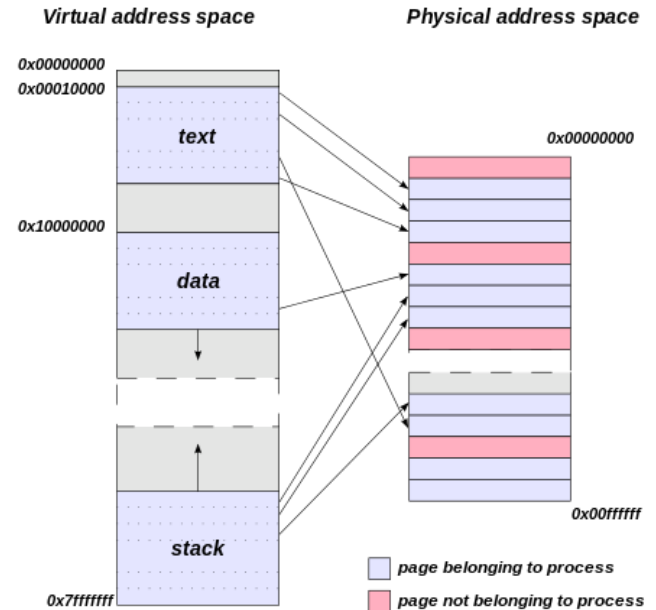 Virtual address space
Physical address space
0x00000000
0x00010000
text
0x00000000
0x10000000
data
stack
0x00ffffff
page belonging to process
0x7fffffff
page not belonging to process